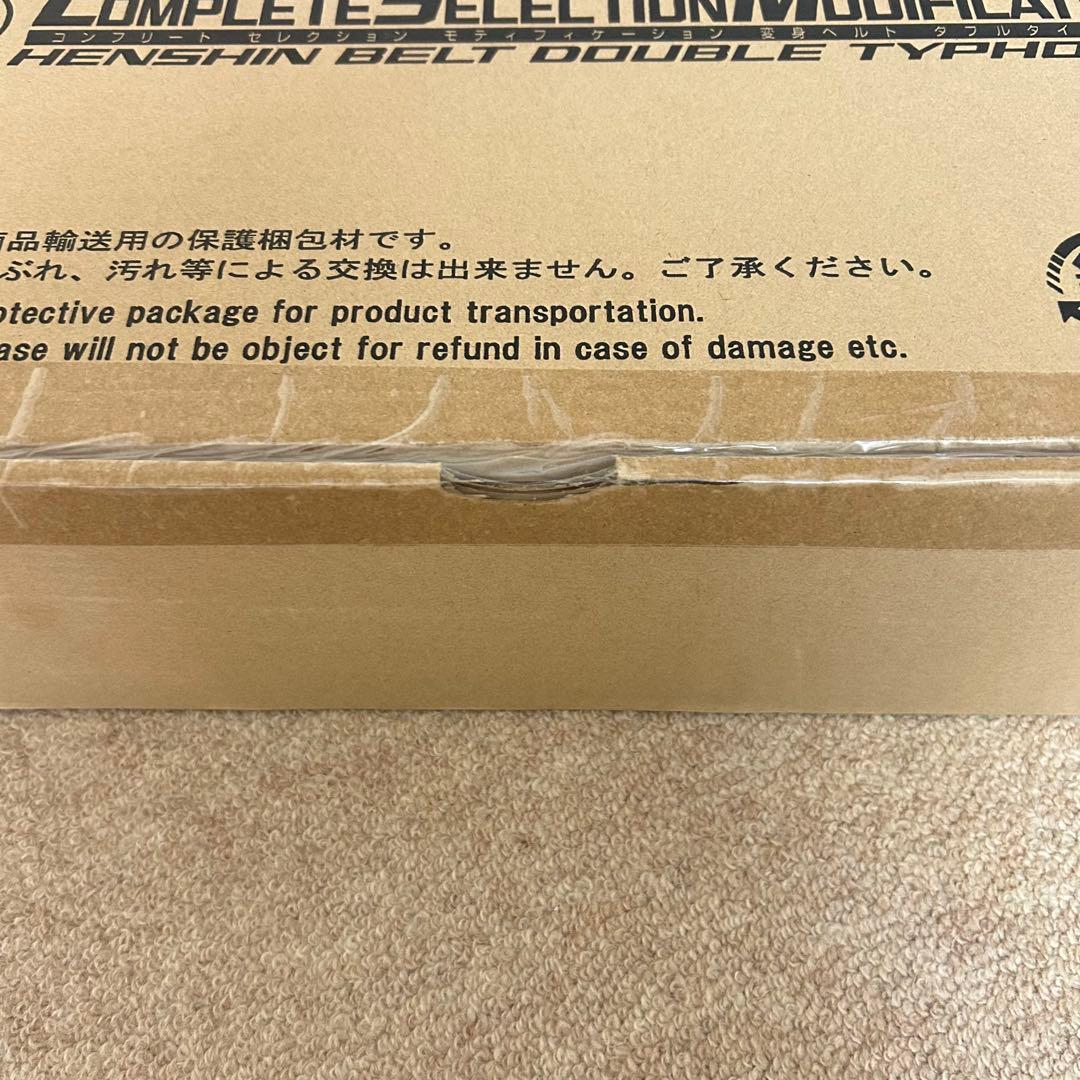 COMPLETE SELECTION MODIFICAT
コンプリート セレクション モディフィケーション 変身ベルト ダブルタイ
HENSHIN BELT DOUBLE TYPHO
商品輸送用の保護梱包材です。
ぶれ、汚れ等による交換は出来ません。ご了承ください。
otective package for product transportation.
ase will not be object for refund in case of damage etc.